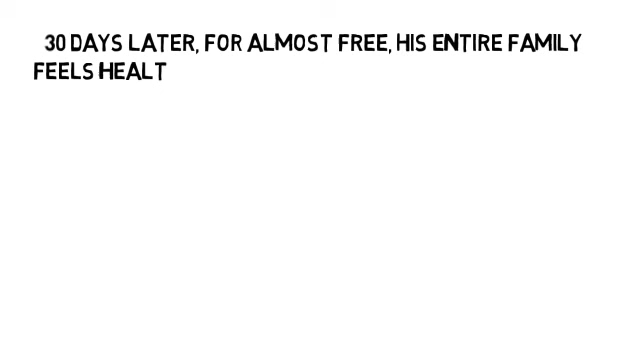 30 DAYS LATER, FOR ALMOST FREE, HIS ENTIRE FAMILY
FEELS HEALT